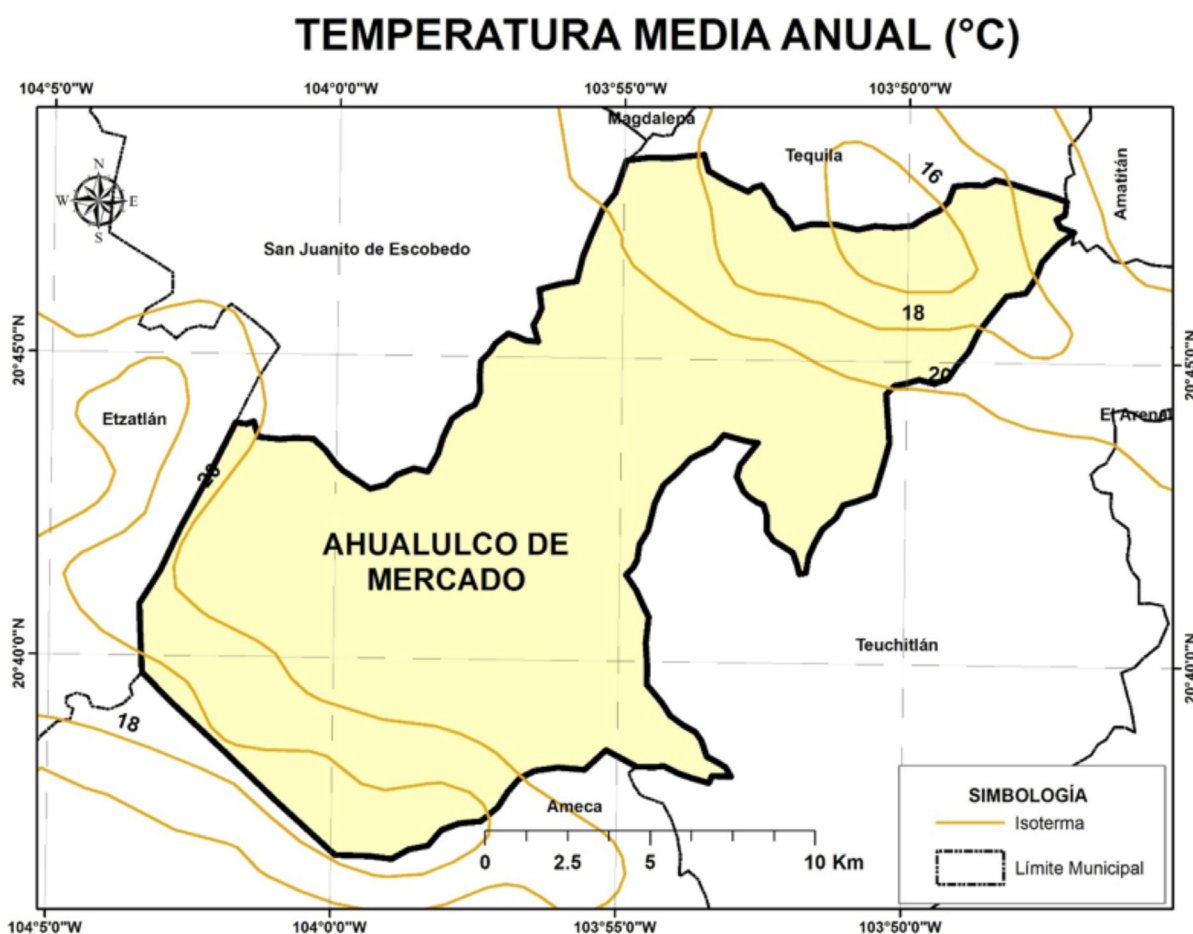 TEMPERATURA MEDIA ANUAL (°C)
104°5'0"W 104°0'0"W 103°55'0"W 103°50'0"W
Magdalena
Tequila
16
Amatitán
N
W E
S
San Juanito de Escobedo
18
20°45'0"N 20°45'0"N
20
Etzatlán
El Arenal
20
AHUALULCO DE
MERCADO
Teuchitlán
20°40'0"N 20°40'0"N
18
Ameca
0 2.5 5 10 Km
SIMBOLOGÍA
Isoterma
Límite Municipal
104°5'0"W 104°0'0"W 103°55'0"W 103°50'0"W